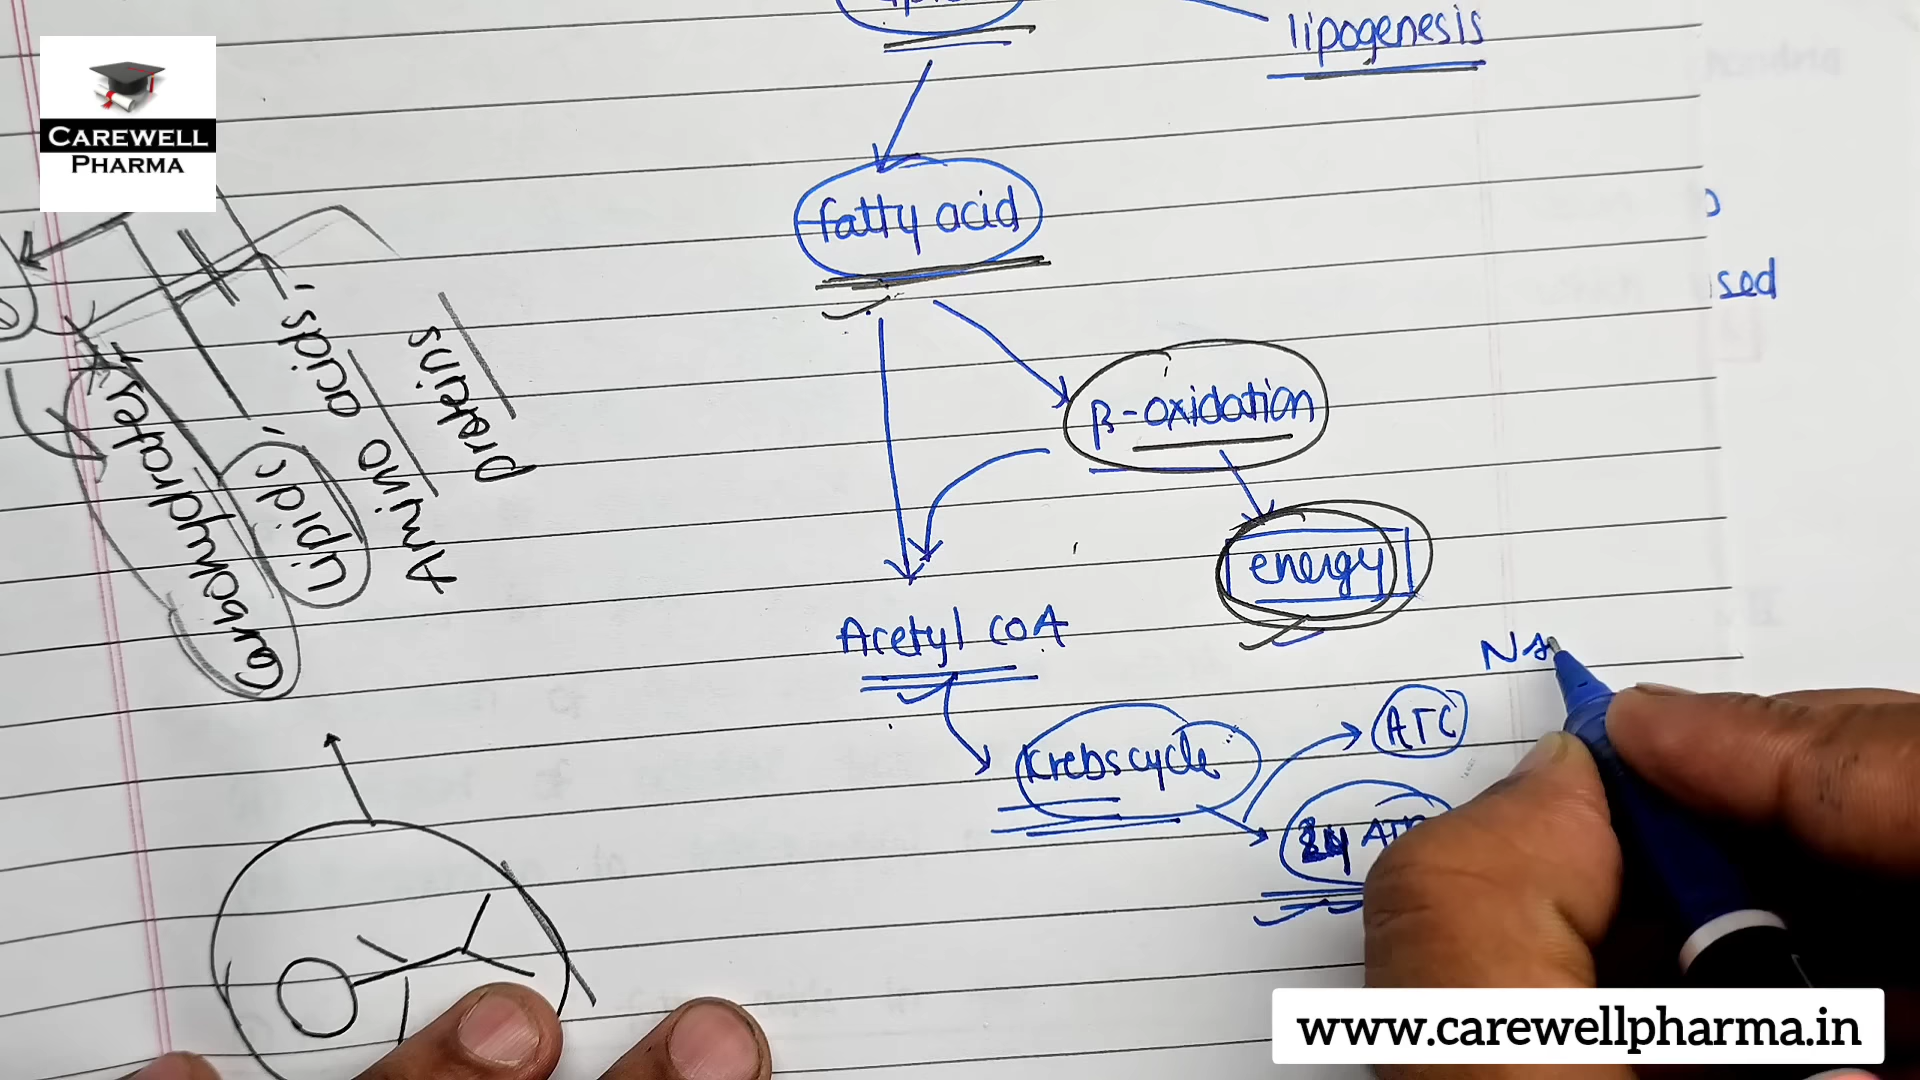 CAREWELL
PHARMA
lipogenesis
fatty acid
sed
β-oxidation
energy
Acetyl CoA
Krebs cycle
ATC
Carbohydrates,
Lipids,
Amino acids,
proteins
www.carewellpharma.in